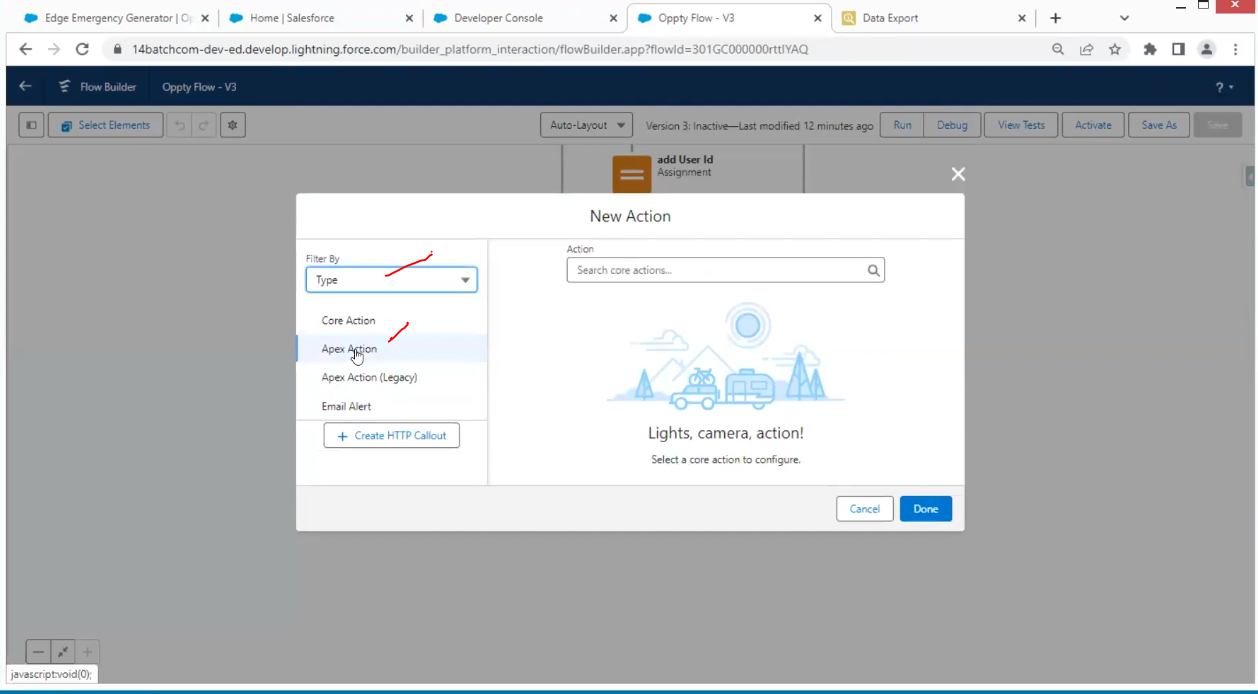 Edge Emergency Generator | O
Home | Salesforce
Developer Console
Oppty Flow - V3
Data Export
14batchcom-dev-ed.develop.lightning.force.com/builder_platform_interaction/flowBuilder.app?flowId=301GC000000rttIYAQ
Flow Builder Oppty Flow - V3 ?
Select Elements Auto-Layout Version 3: Inactive—Last modified 12 minutes ago Run Debug View Tests Activate Save As Save
add User Id
Assignment
New Action
Filter By
Type
Core Action
Apex Action
Apex Action (Legacy)
Email Alert
+ Create HTTP Callout
Action
Search core actions...
Lights, camera, action!
Select a core action to configure.
Cancel Done
javascript:void(0);